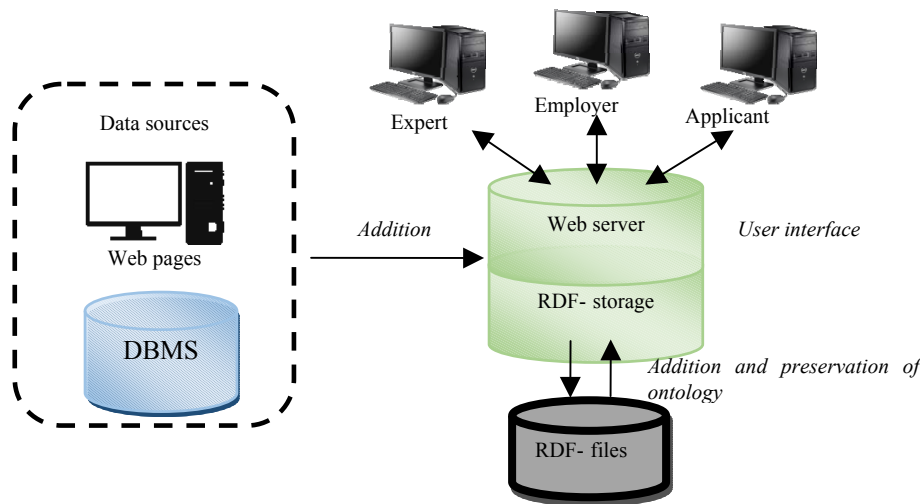 Expert
Employer
Applicant
Data sources
Web pages
DBMS
Addition
Web server
RDF- storage
User interface
Addition and preservation of
ontology
RDF- files